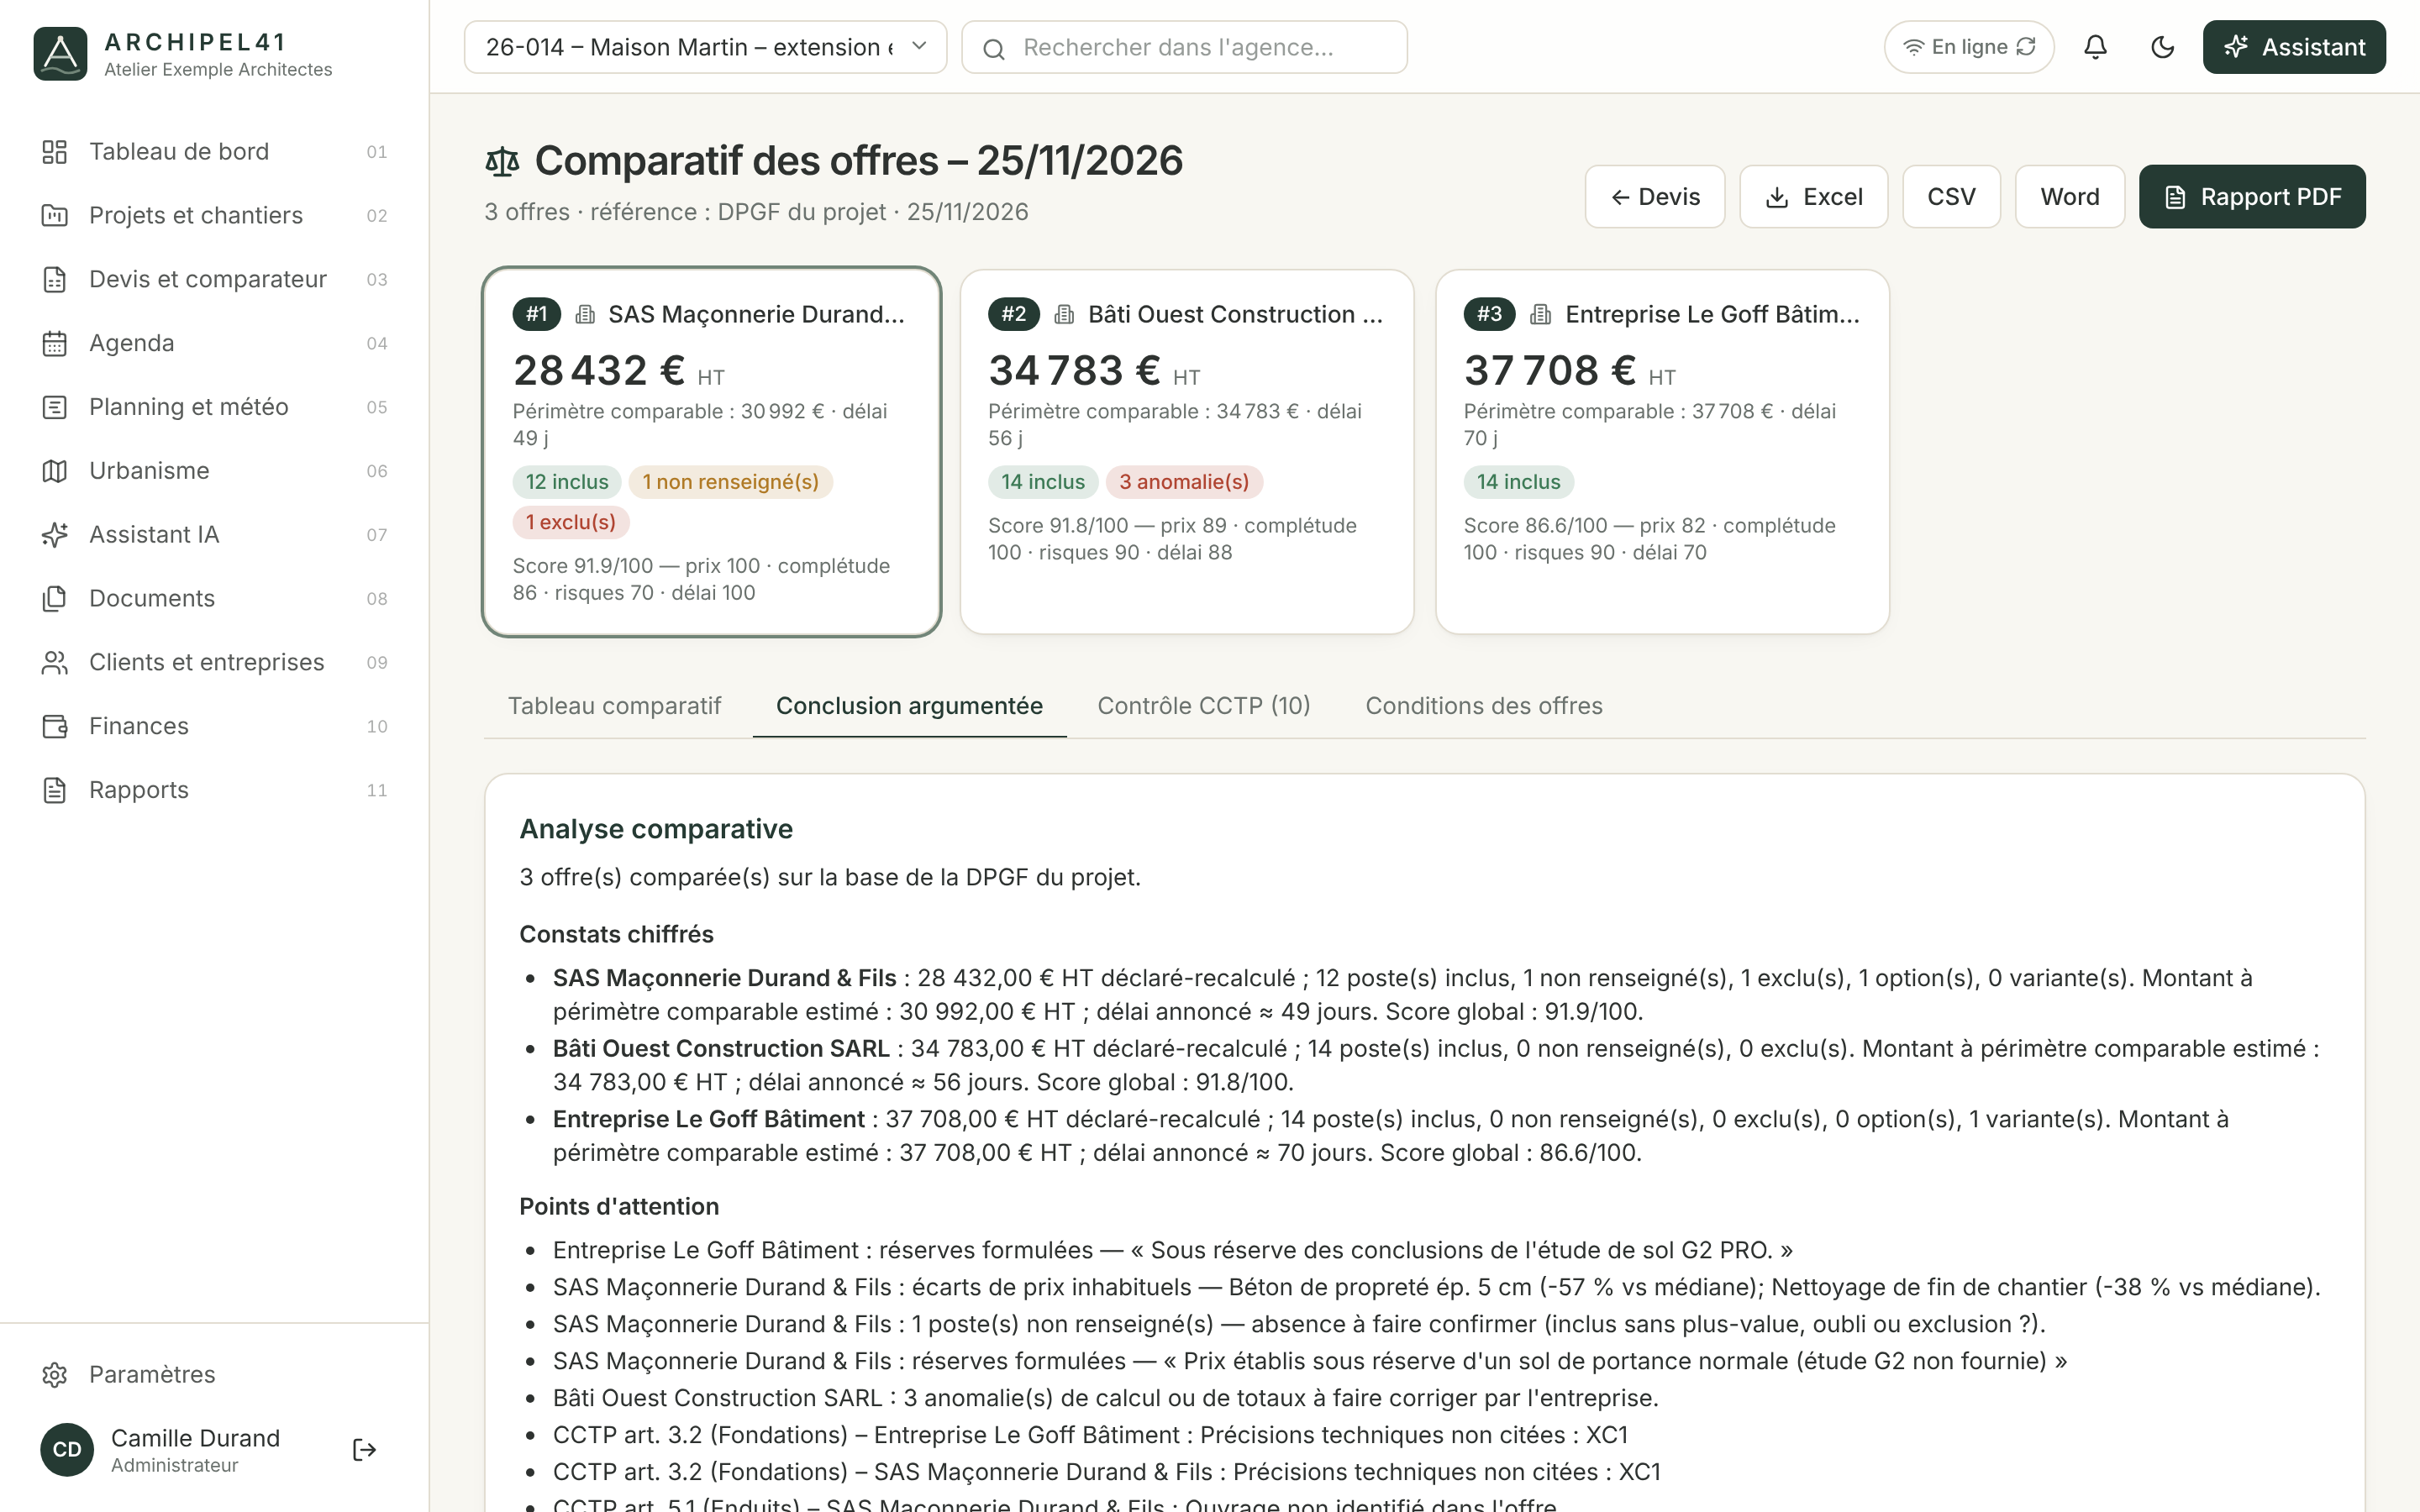 ARCHIPEL41
Atelier Exemple Architectes
Tableau de bord 01
Projets et chantiers 02
Devis et comparateur 03
Agenda 04
Planning et météo 05
Urbanisme 06
Assistant IA 07
Documents 08
Clients et entreprises 09
Finances 10
Rapports 11
Paramètres
CD
Camille Durand
Administrateur
26-014 – Maison Martin – extension
Rechercher dans l'agence...
En ligne
Assistant
Comparatif des offres – 25/11/2026
3 offres · référence : DPGF du projet · 25/11/2026
← Devis
Excel
CSV
Word
Rapport PDF
#1 SAS Maçonnerie Durand...
28 432 € HT
Périmètre comparable : 30 992 € · délai
49 j
12 inclus 1 non renseigné(s)
1 exclu(s)
Score 91.9/100 — prix 100 · complétude
86 · risques 70 · délai 100
#2 Bâti Ouest Construction ...
34 783 € HT
Périmètre comparable : 34 783 € · délai
56 j
14 inclus 3 anomalie(s)
Score 91.8/100 — prix 89 · complétude
100 · risques 90 · délai 88
#3 Entreprise Le Goff Bâtim...
37 708 € HT
Périmètre comparable : 37 708 € · délai
70 j
14 inclus
Score 86.6/100 — prix 82 · complétude
100 · risques 90 · délai 70
Tableau comparatif
Conclusion argumentée
Contrôle CCTP (10)
Conditions des offres
Analyse comparative
3 offre(s) comparée(s) sur la base de la DPGF du projet.
Constats chiffrés
• SAS Maçonnerie Durand & Fils : 28 432,00 € HT déclaré-recalculé ; 12 poste(s) inclus, 1 non renseigné(s), 1 exclu(s), 1 option(s), 0 variante(s). Montant à
périmètre comparable estimé : 30 992,00 € HT ; délai annoncé ≈ 49 jours. Score global : 91.9/100.
• Bâti Ouest Construction SARL : 34 783,00 € HT déclaré-recalculé ; 14 poste(s) inclus, 0 non renseigné(s), 0 exclu(s). Montant à périmètre comparable estimé :
34 783,00 € HT ; délai annoncé ≈ 56 jours. Score global : 91.8/100.
• Entreprise Le Goff Bâtiment : 37 708,00 € HT déclaré-recalculé ; 14 poste(s) inclus, 0 non renseigné(s), 0 exclu(s), 0 option(s), 1 variante(s). Montant à
périmètre comparable estimé : 37 708,00 € HT ; délai annoncé ≈ 70 jours. Score global : 86.6/100.
Points d'attention
• Entreprise Le Goff Bâtiment : réserves formulées — « Sous réserve des conclusions de l'étude de sol G2 PRO. »
• SAS Maçonnerie Durand & Fils : écarts de prix inhabituels — Béton de propreté ép. 5 cm (-57 % vs médiane); Nettoyage de fin de chantier (-38 % vs médiane).
• SAS Maçonnerie Durand & Fils : 1 poste(s) non renseigné(s) — absence à faire confirmer (inclus sans plus-value, oubli ou exclusion ?).
• SAS Maçonnerie Durand & Fils : réserves formulées — « Prix établis sous réserve d'un sol de portance normale (étude G2 non fournie) »
• Bâti Ouest Construction SARL : 3 anomalie(s) de calcul ou de totaux à faire corriger par l'entreprise.
• CCTP art. 3.2 (Fondations) – Entreprise Le Goff Bâtiment : Précisions techniques non citées : XC1
• CCTP art. 3.2 (Fondations) – SAS Maçonnerie Durand & Fils : Précisions techniques non citées : XC1
• CCTP art. 5.1 (Enduits) – SAS Maçonnerie Durand & Fils : Ouvrage non identifié dans l'offre